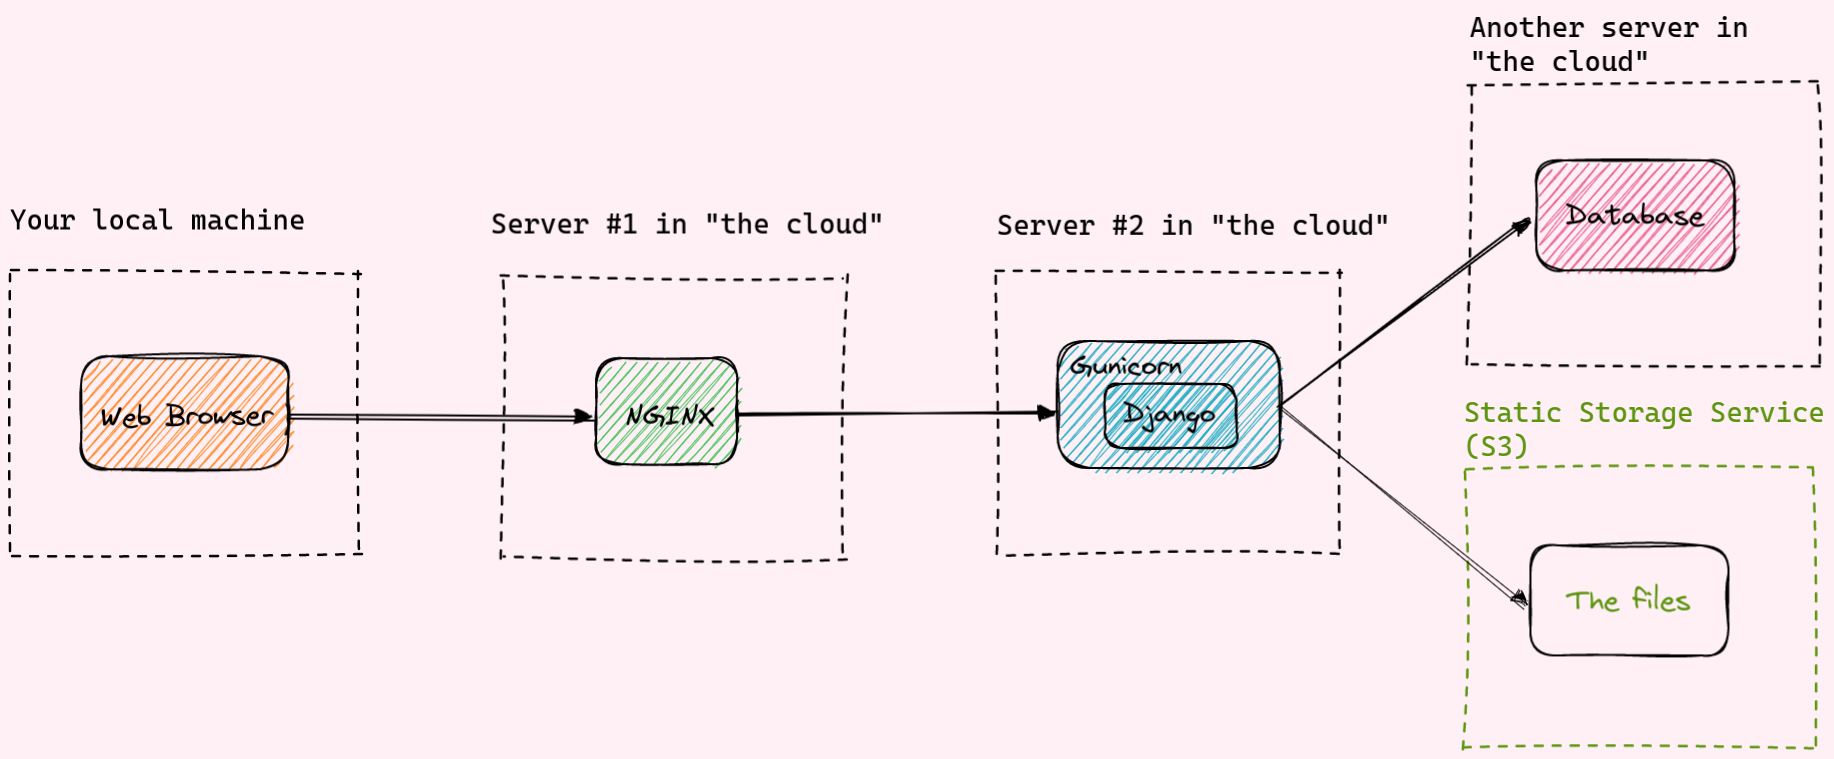 Another server in
"the cloud"
Your local machine
Server #1 in "the cloud"
Server #2 in "the cloud"
Database
Web Browser
NGINX
Gunicorn
Django
Static Storage Service
(S3)
The files